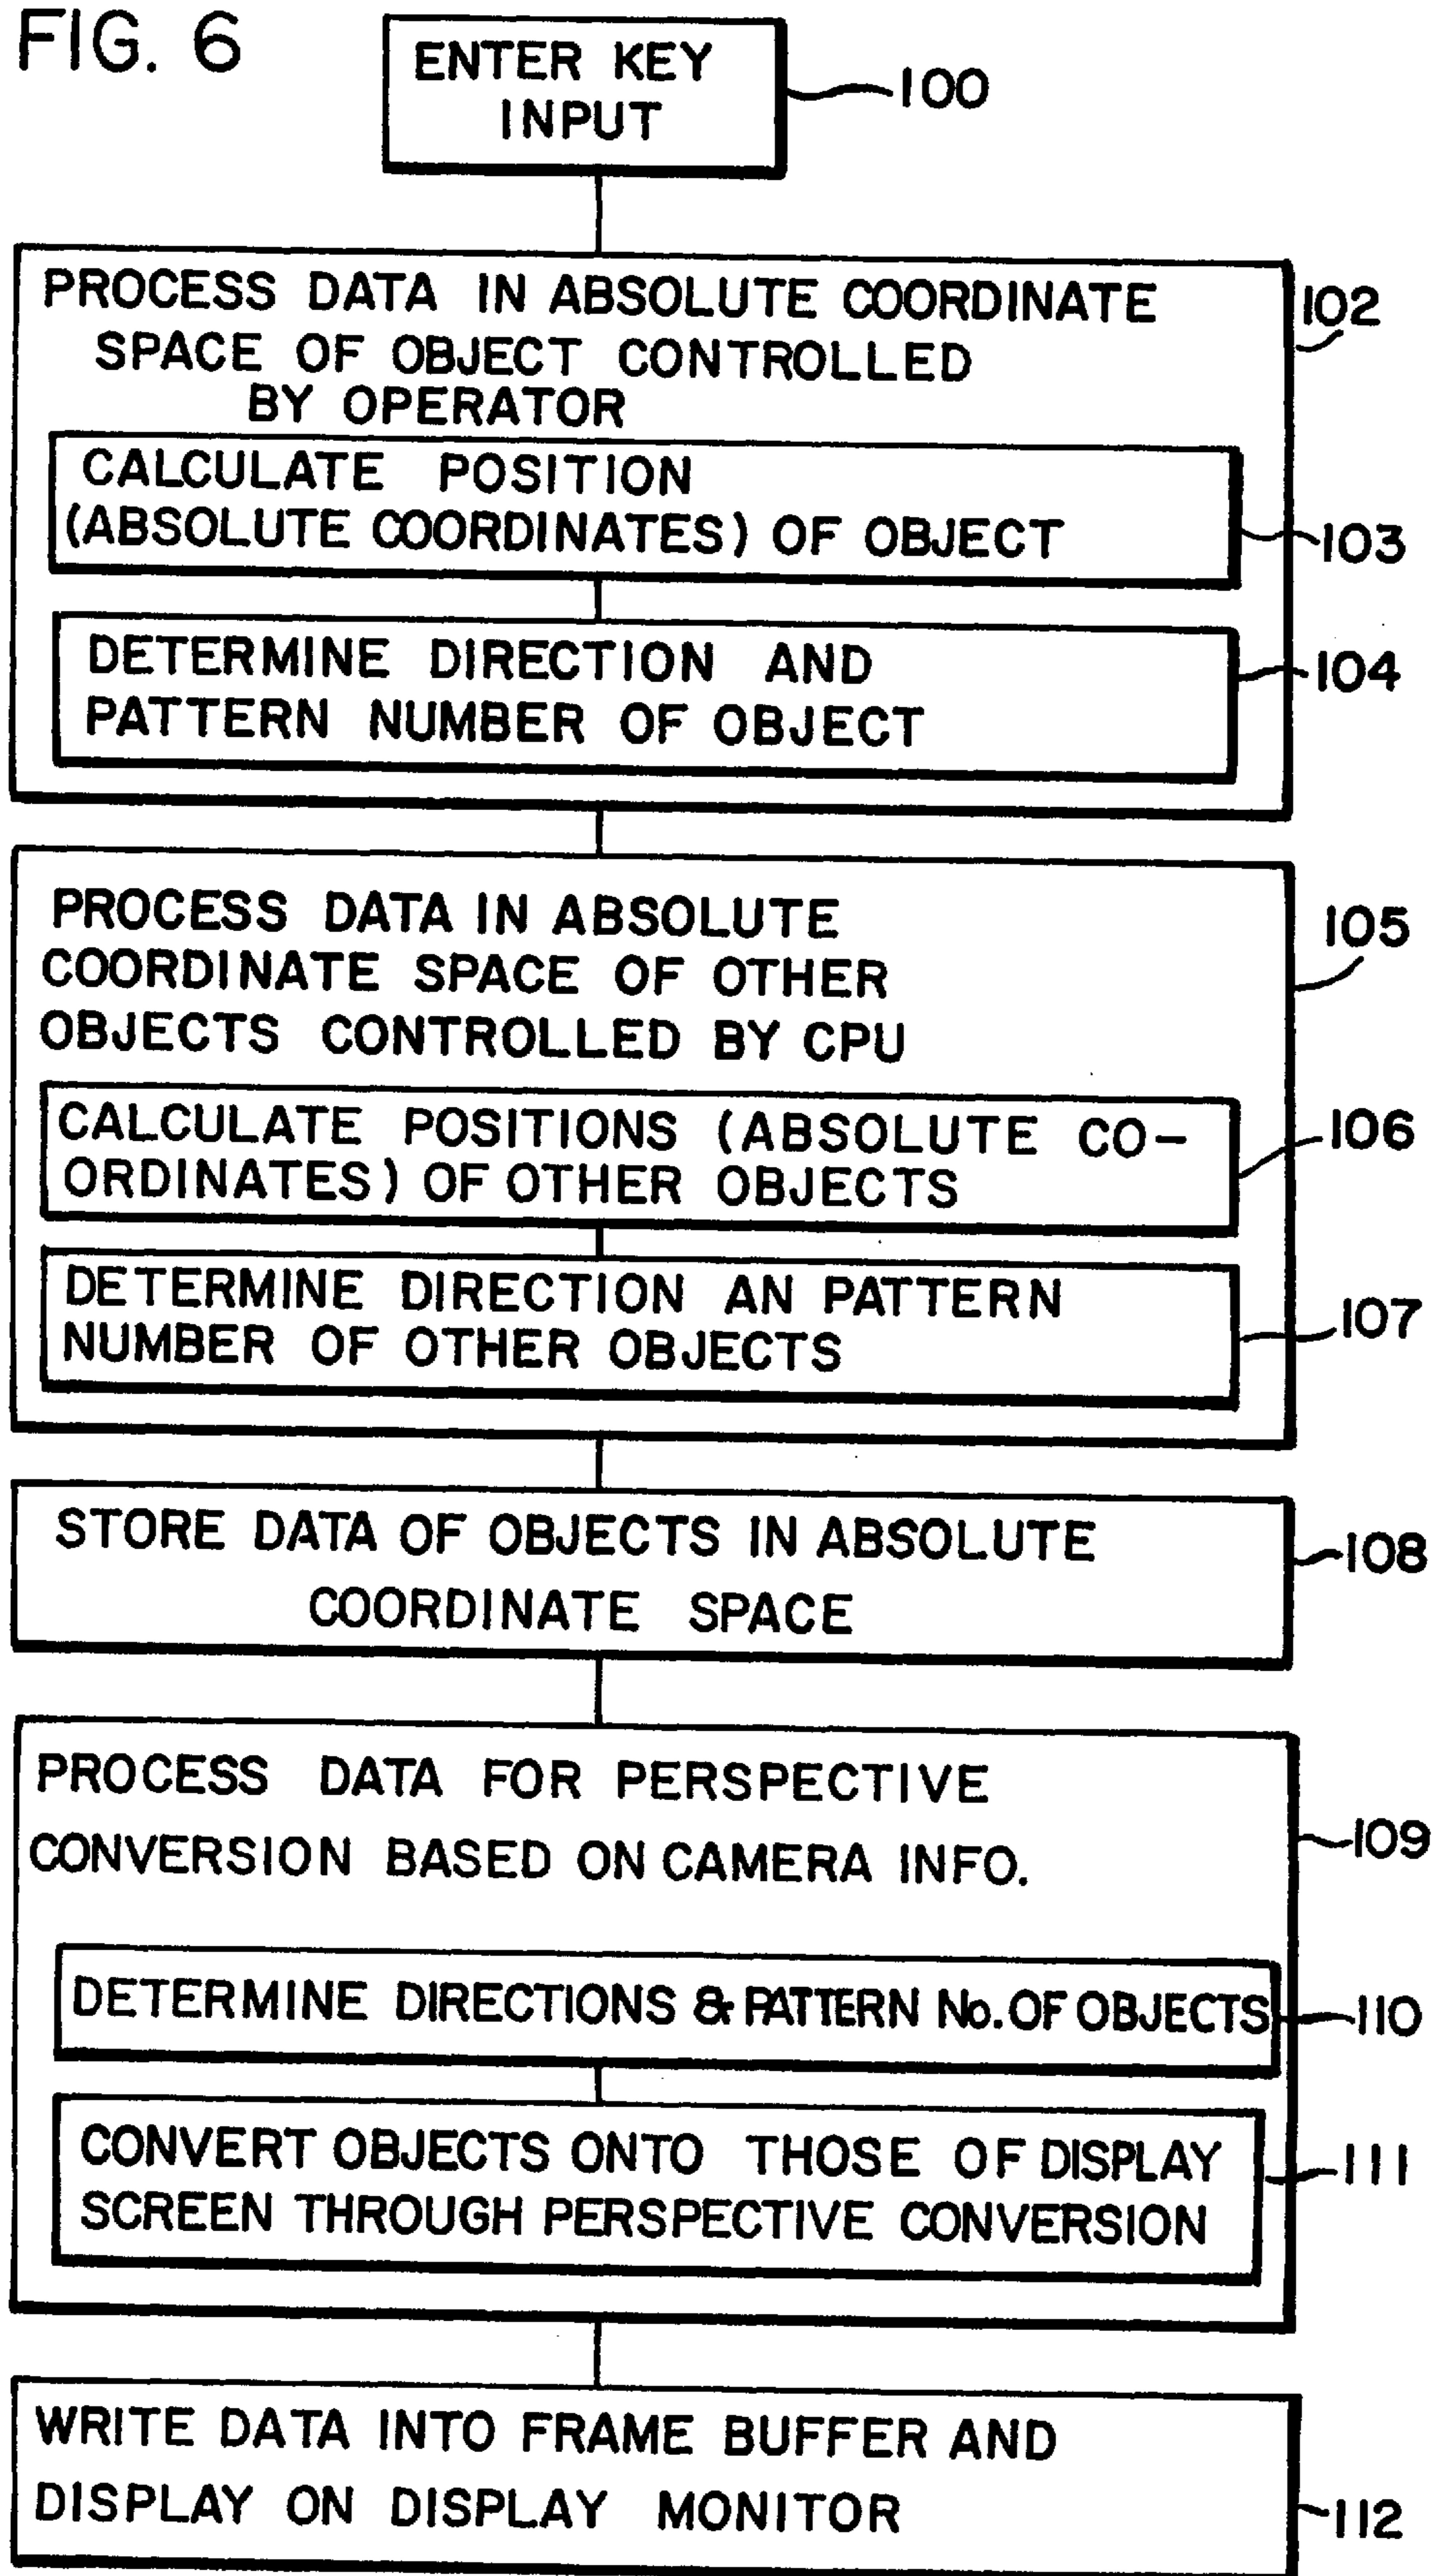 FIG. 6
ENTER KEY
INPUT
100
PROCESS DATA IN ABSOLUTE COORDINATE
SPACE OF OBJECT CONTROLLED
BY OPERATOR
102
CALCULATE POSITION
(ABSOLUTE COORDINATES) OF OBJECT
103
DETERMINE DIRECTION AND
PATTERN NUMBER OF OBJECT
104
PROCESS DATA IN ABSOLUTE
COORDINATE SPACE OF OTHER
OBJECTS CONTROLLED BY CPU
105
CALCULATE POSITIONS (ABSOLUTE CO-
ORDINATES) OF OTHER OBJECTS
106
DETERMINE DIRECTION AN PATTERN
NUMBER OF OTHER OBJECTS
107
STORE DATA OF OBJECTS IN ABSOLUTE
COORDINATE SPACE
108
PROCESS DATA FOR PERSPECTIVE
CONVERSION BASED ON CAMERA INFO.
109
DETERMINE DIRECTIONS & PATTERN No. OF OBJECTS
110
CONVERT OBJECTS ONTO THOSE OF DISPLAY
SCREEN THROUGH PERSPECTIVE CONVERSION
111
WRITE DATA INTO FRAME BUFFER AND
DISPLAY ON DISPLAY MONITOR
112